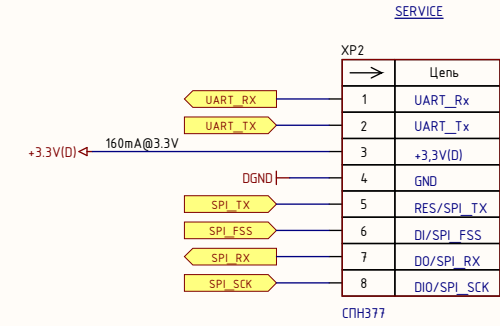 SERVICE
XP2
Цепь
UART_RX 1 UART_Rx
UART_TX 2 UART_Tx
+3.3V(D) 160mA@3.3V 3 +3,3V(D)
DGND 4 GND
SPI_TX 5 RES/SPI_TX
SPI_FSS 6 DI/SPI_FSS
SPI_RX 7 DO/SPI_RX
SPI_SCK 8 DIO/SPI_SCK
СПН377